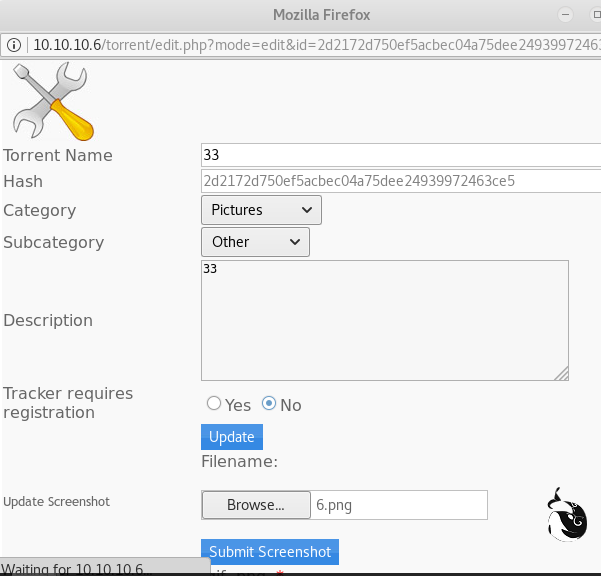 Mozilla Firefox
10.10.10.6/torrent/edit.php?mode=edit&id=2d2172d750ef5acbec04a75dee24939972463
Torrent Name 33
Hash 2d2172d750ef5acbec04a75dee24939972463ce5
Category Pictures
Subcategory Other
33
Description
Tracker requires
registration Yes No
Update
Filename:
Update Screenshot Browse... 6.png
Submit Screenshot
Waiting for 10.10.10.6...